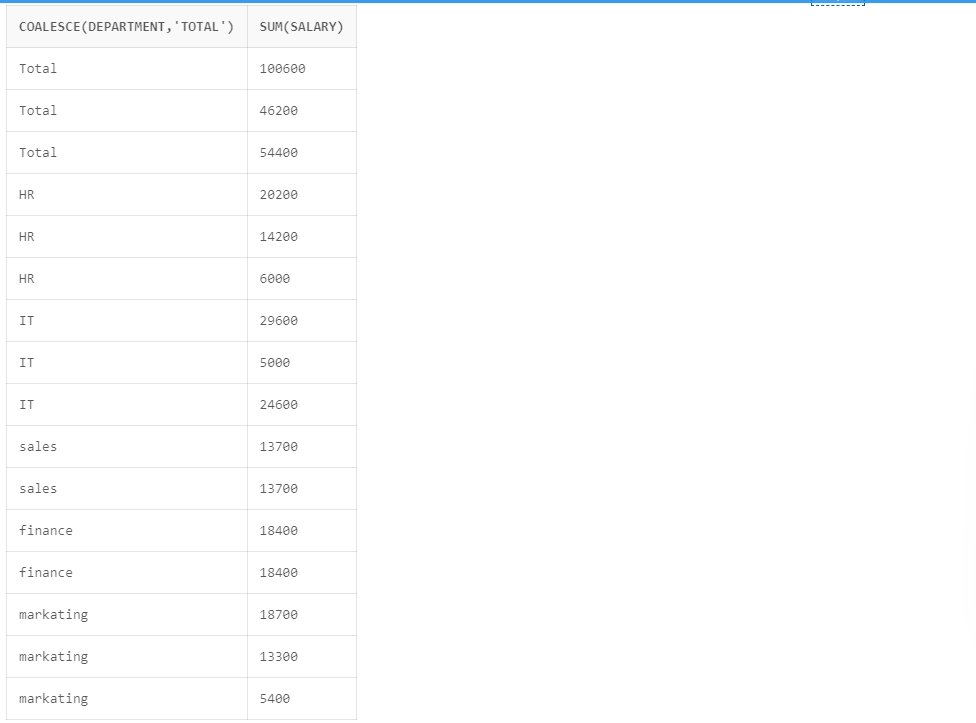 COALESCE(DEPARTMENT,'TOTAL') SUM(SALARY)
Total 100600
Total 46200
Total 54400
HR 20200
HR 14200
HR 6000
IT 29600
IT 5000
IT 24600
sales 13700
sales 13700
finance 18400
finance 18400
markating 18700
markating 13300
markating 5400